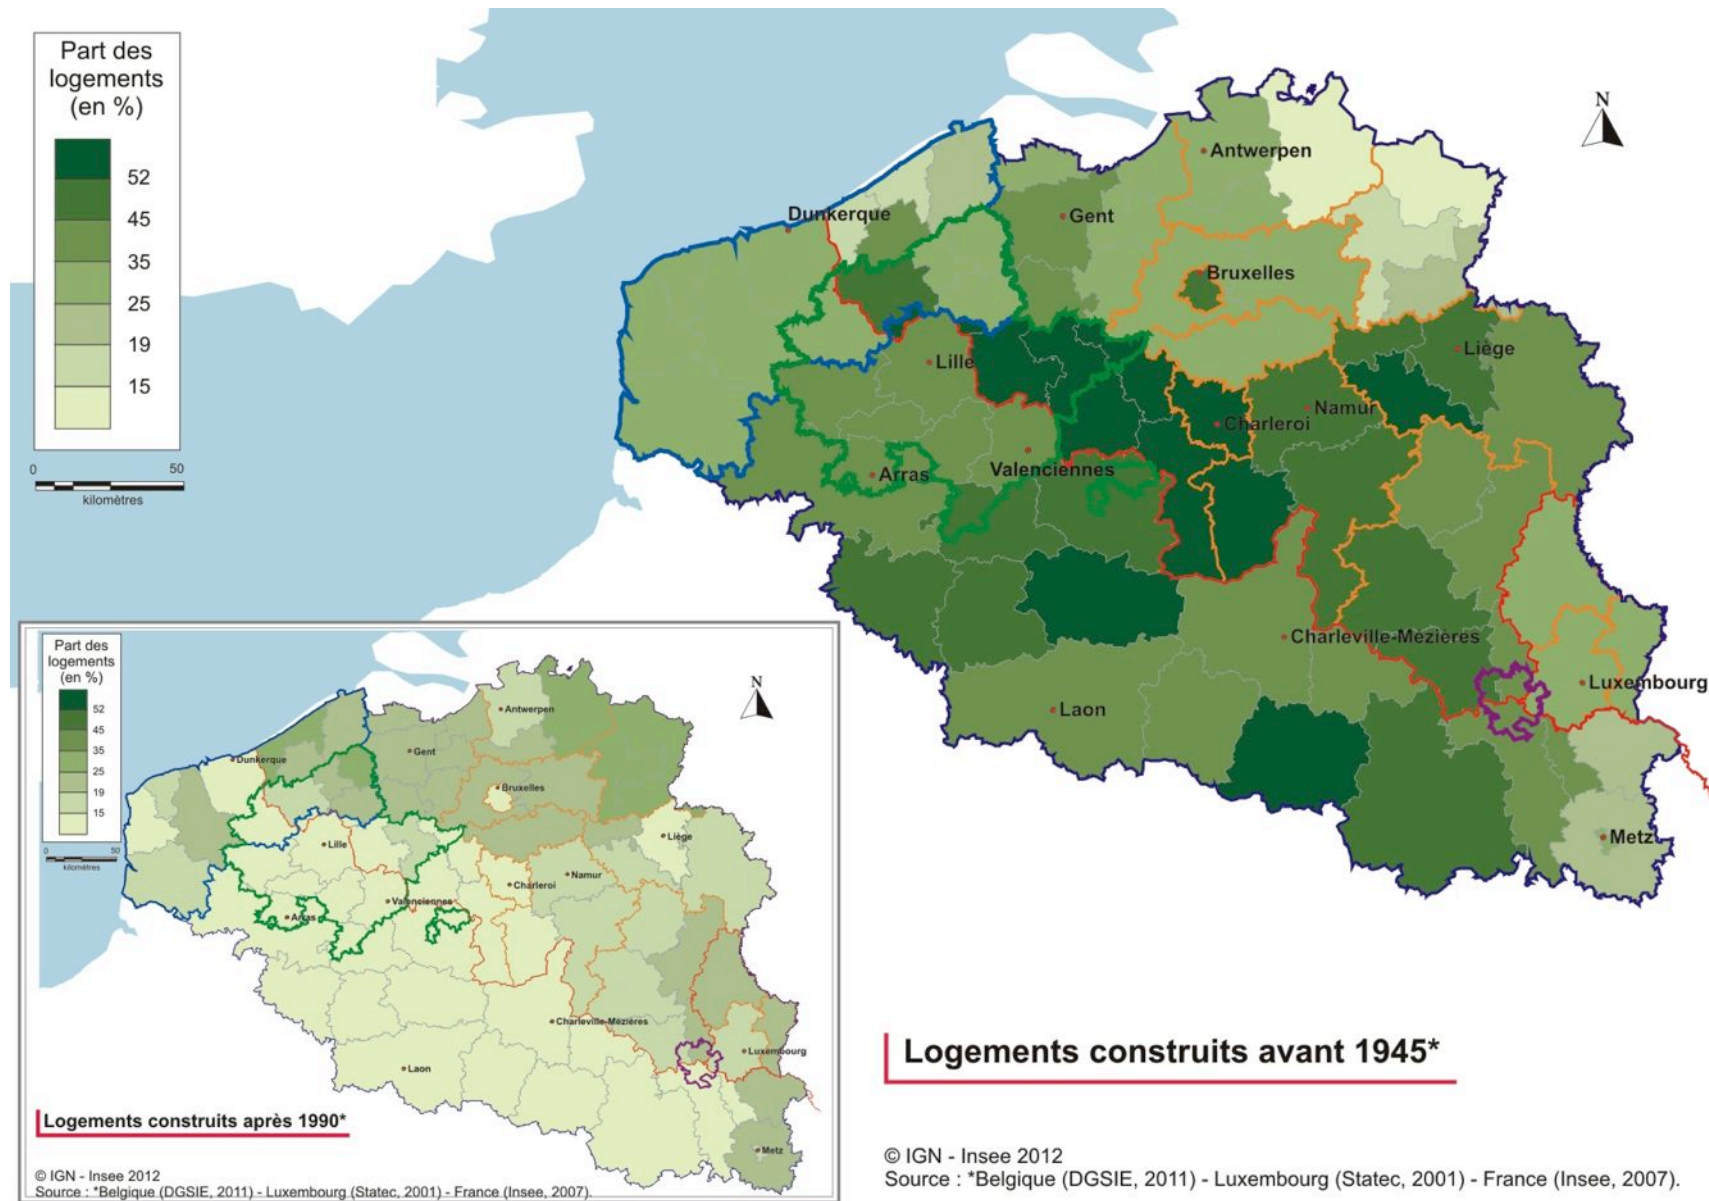 Part des
logements
(en %)
52
45
35
25
19
15
0 50
kilomètres
N
Antwerpen
Dunkerque
Gent
Bruxelles
Lille
Liège
Namur
Charleroi
Valenciennes
Arras
Charleville-Mézières
Luxembourg
Laon
Metz
Logements construits avant 1945*
© IGN - Insee 2012
Source : *Belgique (DGSIE, 2011) - Luxembourg (Statec, 2001) - France (Insee, 2007).
Part des
logements
(en %)
52
45
35
25
19
15
0 50
kilomètres
N
Antwerpen
Gent
Dunkerque
Bruxelles
Liège
Lille
Namur
Charleroi
Valenciennes
Arras
Charleville-Mézières
Luxembourg
Laon
Metz
Logements construits après 1990*
© IGN - Insee 2012
Source : *Belgique (DGSIE, 2011) - Luxembourg (Statec, 2001) - France (Insee, 2007).